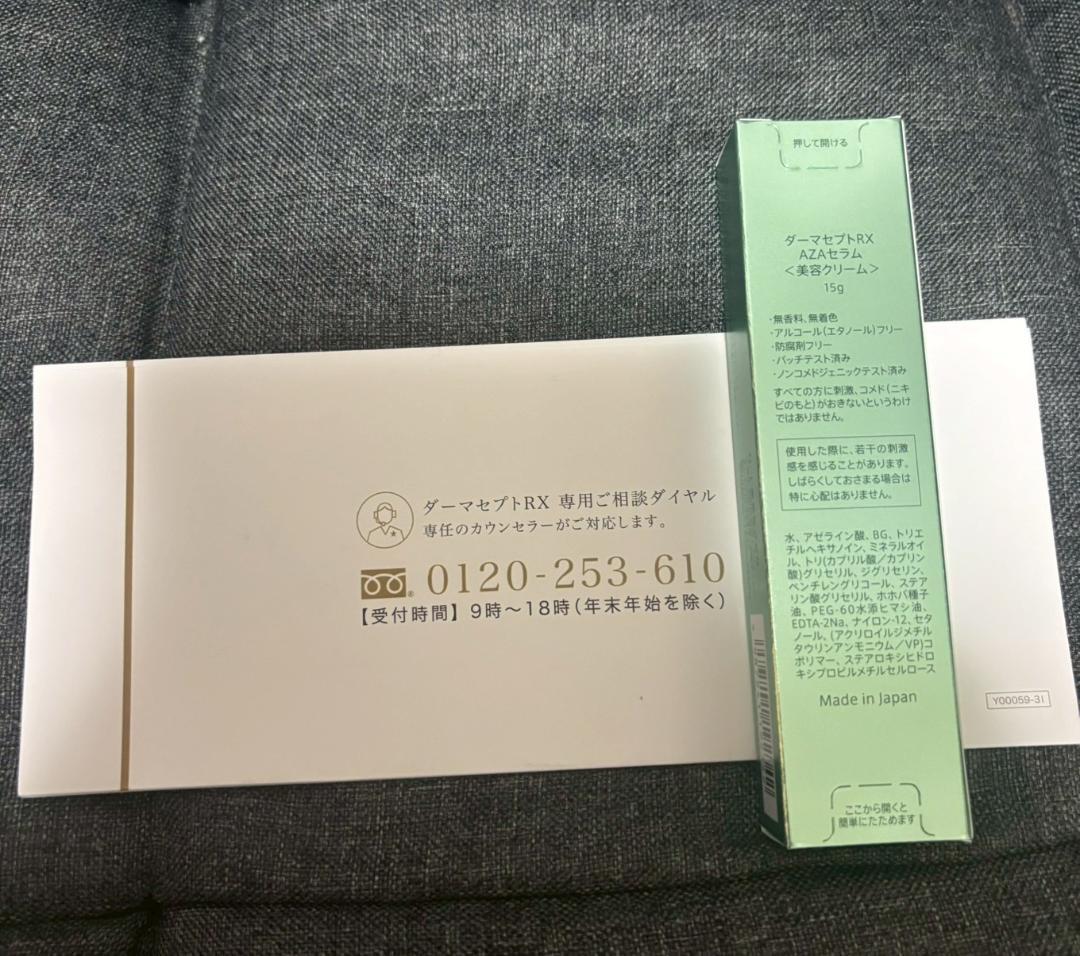 ダーマセプトRX 専用ご相談ダイヤル
専任のカウンセラーがご対応します。
0120-253-610
【受付時間】9時〜18時(年末年始を除く)
Y00059-3I
押して開ける
ダーマセプトRX
AZAセラム
＜美容クリーム＞
15g
・無香料、無着色
・アルコール(エタノール)フリー
・防腐剤フリー
・パッチテスト済み
・ノンコメドジェニックテスト済み
すべての方に刺激、コメド(ニキ
ビのもと)がおきないというわけ
ではありません。
使用した際に、若干の刺激
感を感じることがあります。
しばらくしておさまる場合は
特に心配はありません。
水、アゼライン酸、BG、トリエ
チルヘキサノイン、ミネラルオイ
ル、トリ(カプリル酸／カプリン
酸)グリセリル、ジグリセリン、
ペンチレングリコール、ステア
リン酸グリセリル、ホホバ種子
油、PEG-60水添ヒマシ油、
EDTA-2Na、ナイロン-12、セタ
ノール、(アクリロイルジメチル
タウリンアンモニウム／VP)コ
ポリマー、ステアロキシヒドロ
キシプロピルメチルセルロース
Made in Japan
ここから開くと
簡単にたためます